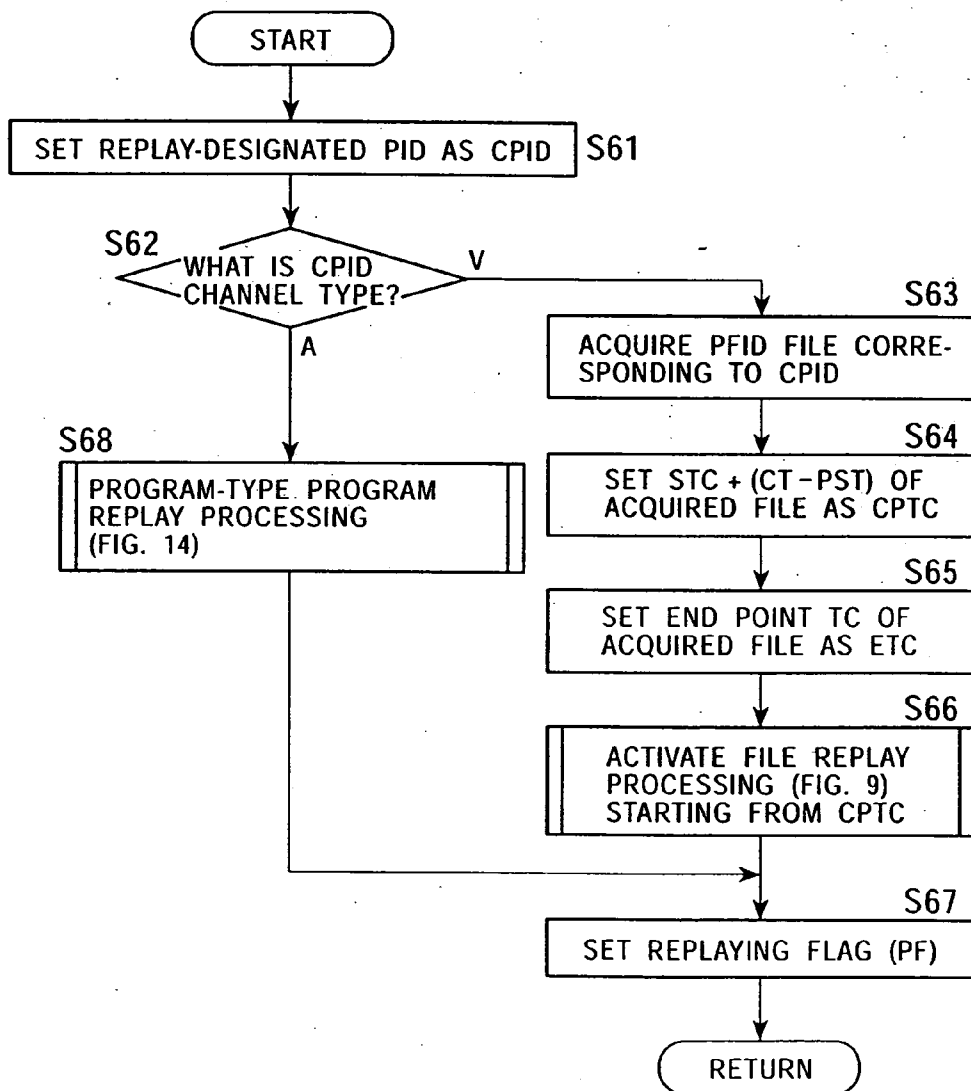 START
SET REPLAY-DESIGNATED PID AS CPID
S61
S62
WHAT IS CPID
CHANNEL TYPE?
V
A
S63
ACQUIRE PFID FILE CORRE-
SPONDING TO CPID
S64
SET STC + (CT-PST) OF
ACQUIRED FILE AS CPTC
S65
SET END POINT TC OF
ACQUIRED FILE AS ETC
S66
ACTIVATE FILE REPLAY
PROCESSING (FIG. 9)
STARTING FROM CPTC
S68
PROGRAM-TYPE PROGRAM
REPLAY PROCESSING
(FIG. 14)
S67
SET REPLAYING FLAG (PF)
RETURN